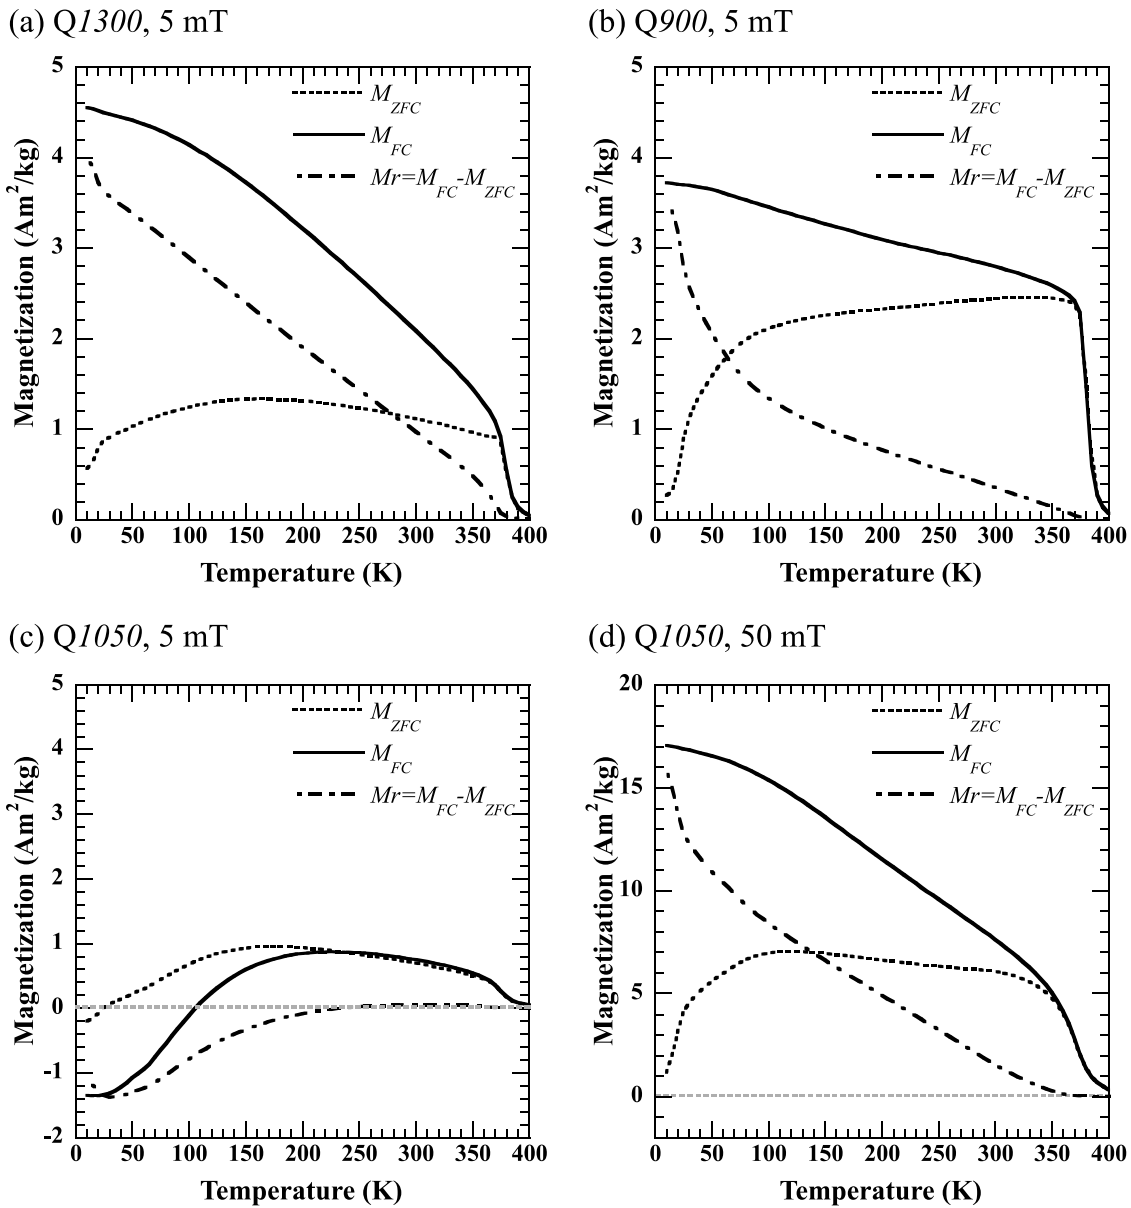 (a) Q1300, 5 mT
5
4
3
2
1
0
0 50 100 150 200 250 300 350 400
Magnetization (Am²/kg)
Temperature (K)
M_ZFC
M_FC
Mr=M_FC-M_ZFC
(b) Q900, 5 mT
5
4
3
2
1
0
0 50 100 150 200 250 300 350 400
Magnetization (Am²/kg)
Temperature (K)
M_ZFC
M_FC
Mr=M_FC-M_ZFC
(c) Q1050, 5 mT
5
4
3
2
1
0
-1
-2
0 50 100 150 200 250 300 350 400
Magnetization (Am²/kg)
Temperature (K)
M_ZFC
M_FC
Mr=M_FC-M_ZFC
(d) Q1050, 50 mT
20
15
10
5
0
0 50 100 150 200 250 300 350 400
Magnetization (Am²/kg)
Temperature (K)
M_ZFC
M_FC
Mr=M_FC-M_ZFC